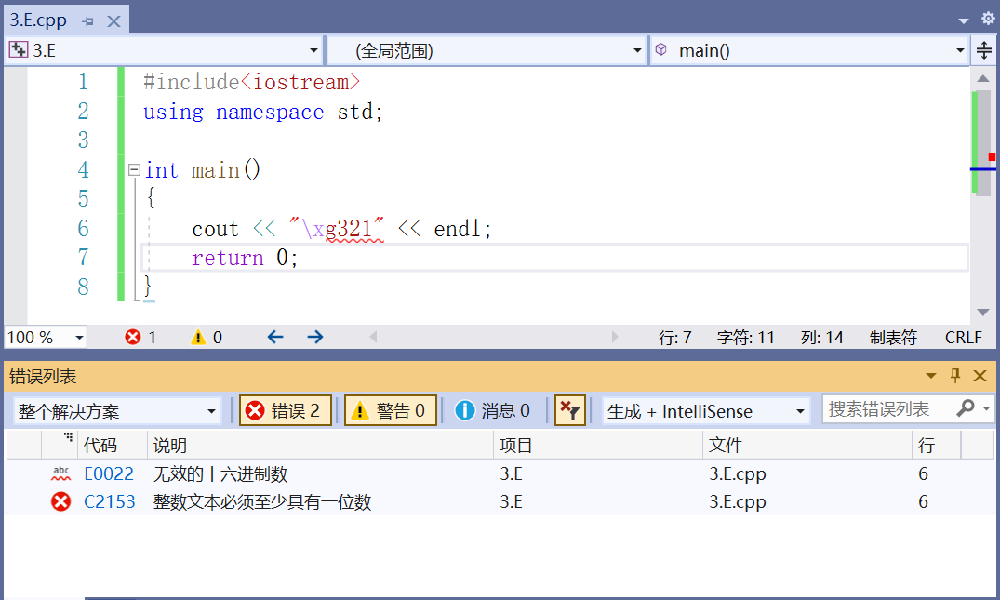 3.E.cpp
3.E (全局范围) main()
1 #include<iostream>
2 using namespace std;
3
4 int main()
5 {
6 cout << "\xg321" << endl;
7 return 0;
8 }
100 % 1 0 行: 7 字符: 11 列: 14 制表符 CRLF
错误列表
整个解决方案 错误 2 警告 0 消息 0 生成 + IntelliSense 搜索错误列表
代码 说明 项目 文件 行
abc E0022 无效的十六进制数 3.E 3.E.cpp 6
C2153 整数文本必须至少具有一位数 3.E 3.E.cpp 6